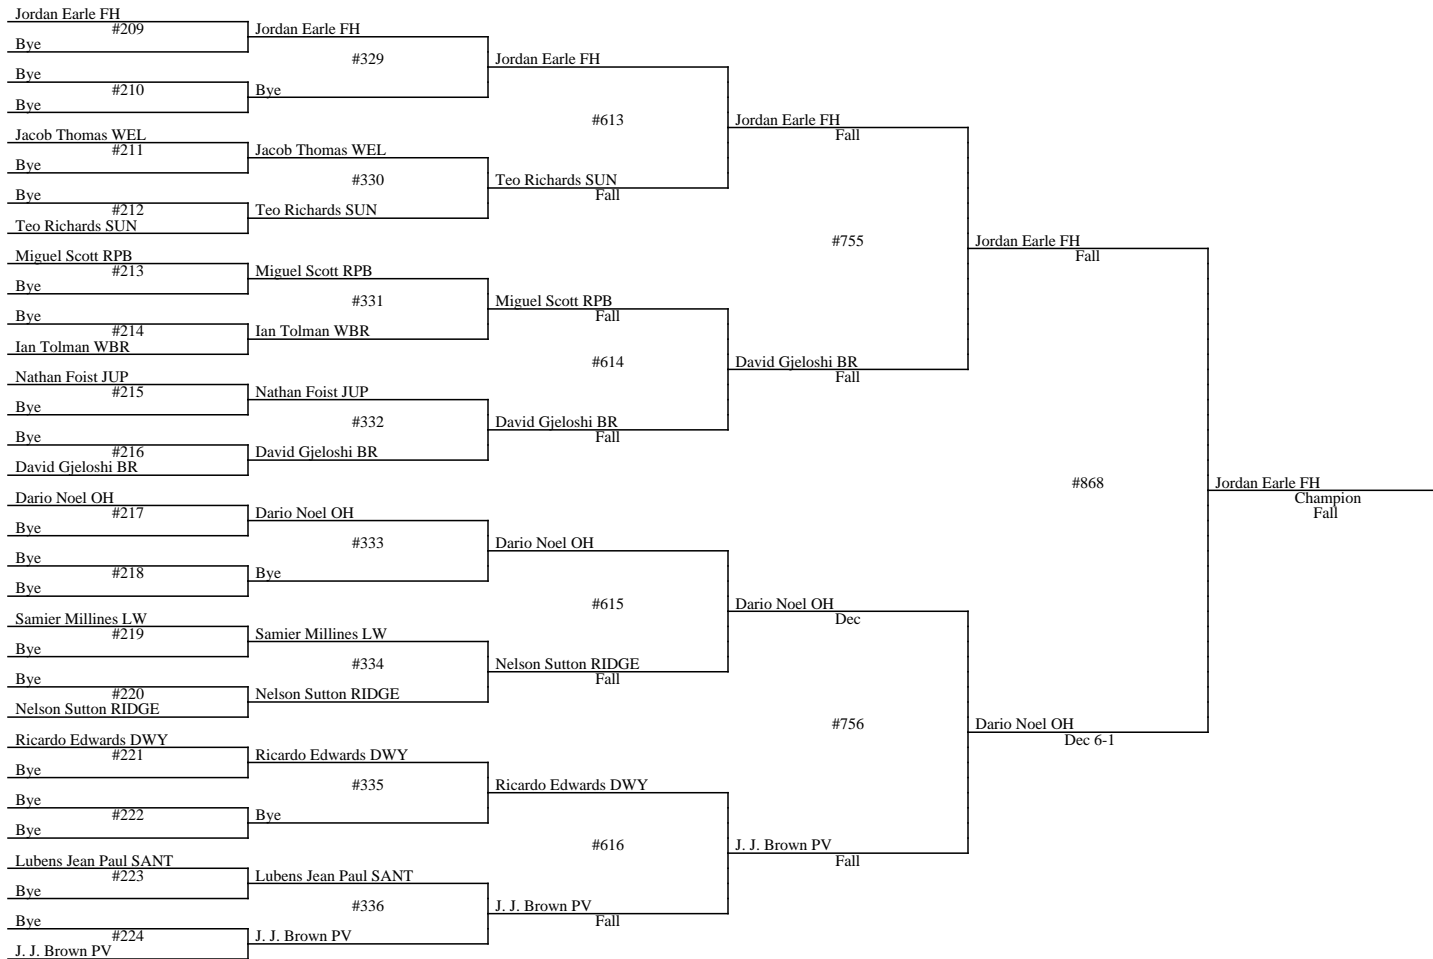 Jordan Earle FH
#209
Bye
Bye
#210
Bye
Jacob Thomas WEL
#211
Bye
Bye
#212
Teo Richards SUN
Miguel Scott RPB
#213
Bye
Bye
#214
Ian Tolman WBR
Nathan Foist JUP
#215
Bye
Bye
#216
David Gjeloshi BR
Dario Noel OH
#217
Bye
Bye
#218
Bye
Samier Millines LW
#219
Bye
Bye
#220
Nelson Sutton RIDGE
Ricardo Edwards DWY
#221
Bye
Bye
#222
Bye
Lubens Jean Paul SANT
#223
Bye
Bye
#224
J. J. Brown PV
Jordan Earle FH
#329
Bye
Jacob Thomas WEL
#330
Teo Richards SUN
Miguel Scott RPB
#331
Ian Tolman WBR
Nathan Foist JUP
#332
David Gjeloshi BR
Dario Noel OH
#333
Bye
Samier Millines LW
#334
Nelson Sutton RIDGE
Ricardo Edwards DWY
#335
Bye
Lubens Jean Paul SANT
#336
J. J. Brown PV
Jordan Earle FH
#613
Teo Richards SUN
Fall
Miguel Scott RPB
Fall
#614
David Gjeloshi BR
Fall
Dario Noel OH
#615
Nelson Sutton RIDGE
Fall
Ricardo Edwards DWY
#616
J. J. Brown PV
Fall
Jordan Earle FH
Fall
#755
David Gjeloshi BR
Fall
Dario Noel OH
Dec
#756
J. J. Brown PV
Fall
Jordan Earle FH
Fall
#868
Dario Noel OH
Dec 6-1
Jordan Earle FH
Champion
Fall